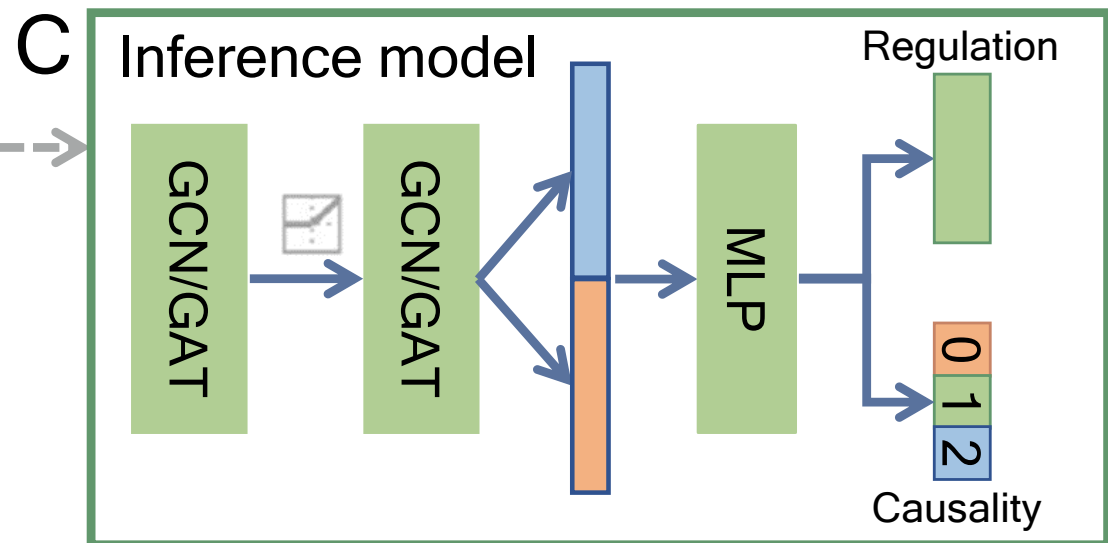 C
Inference model
GCN/GAT
GCN/GAT
MLP
Regulation
0
1
2
Causality